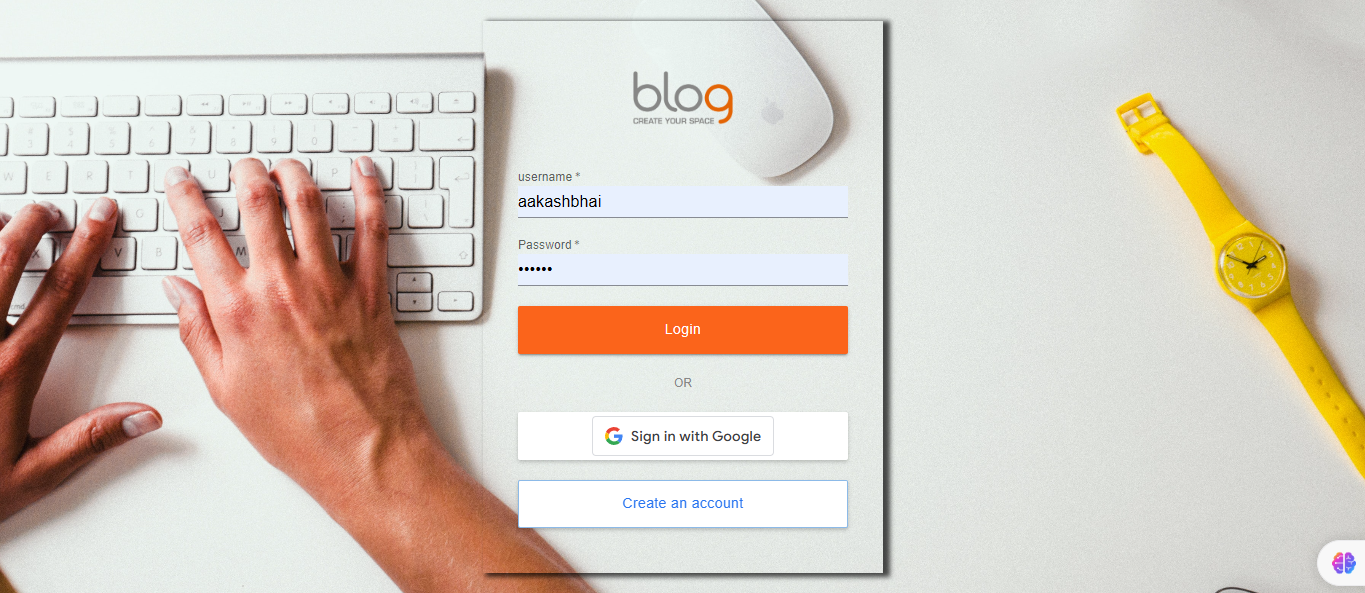 blog
CREATE YOUR SPACE
username *
aakashbhai
Password *
••••••
Login
OR
Sign in with Google
Create an account